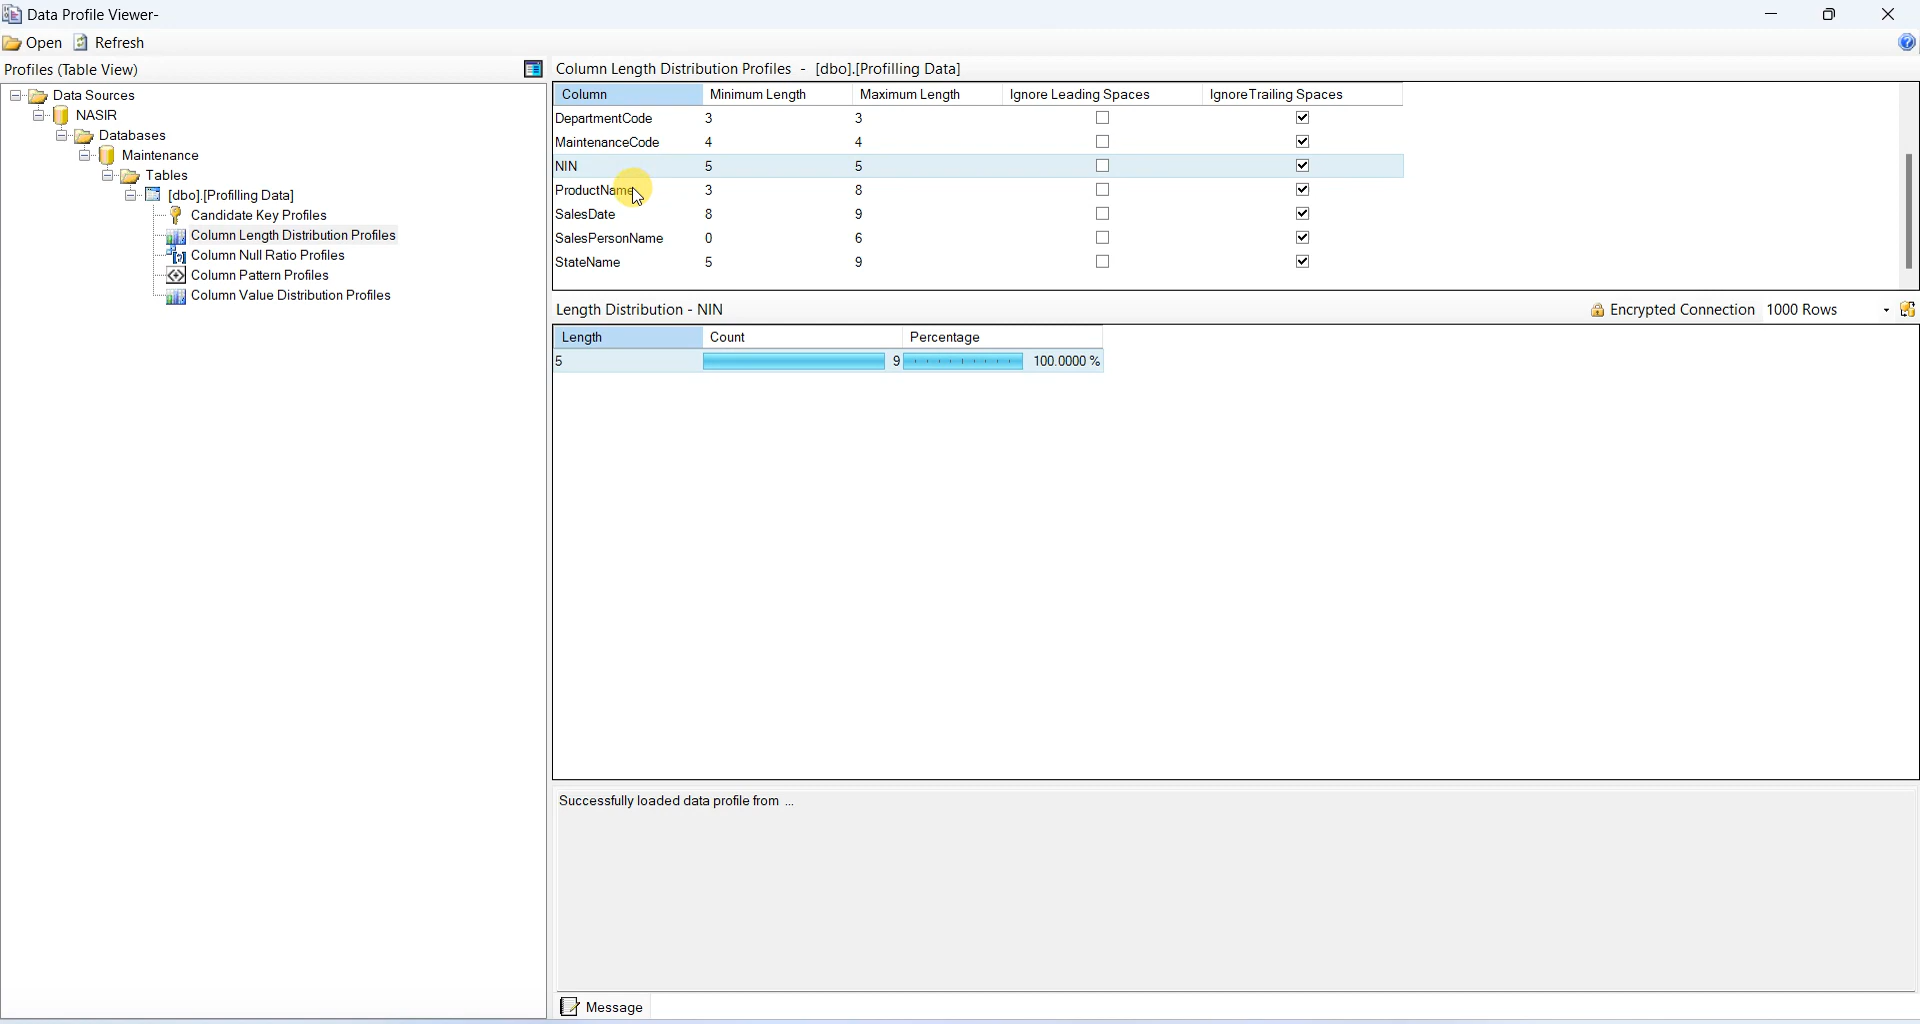 Data Profile Viewer-
Open Refresh
Profiles (Table View)
Data Sources
NASIR
Databases
Maintenance
Tables
[dbo].[Profilling Data]
Candidate Key Profiles
Column Length Distribution Profiles
Column Null Ratio Profiles
Column Pattern Profiles
Column Value Distribution Profiles
Column Length Distribution Profiles - [dbo].[Profilling Data]
Column Minimum Length Maximum Length Ignore Leading Spaces IgnoreTrailing Spaces
DepartmentCode 3 3
MaintenanceCode 4 4
NIN 5 5
ProductName 3 8
SalesDate 8 9
SalesPersonName 0 6
StateName 5 9
Length Distribution - NIN Encrypted Connection 1000 Rows
Length Count Percentage
5 9 100.0000 %
Successfully loaded data profile from ...
Message